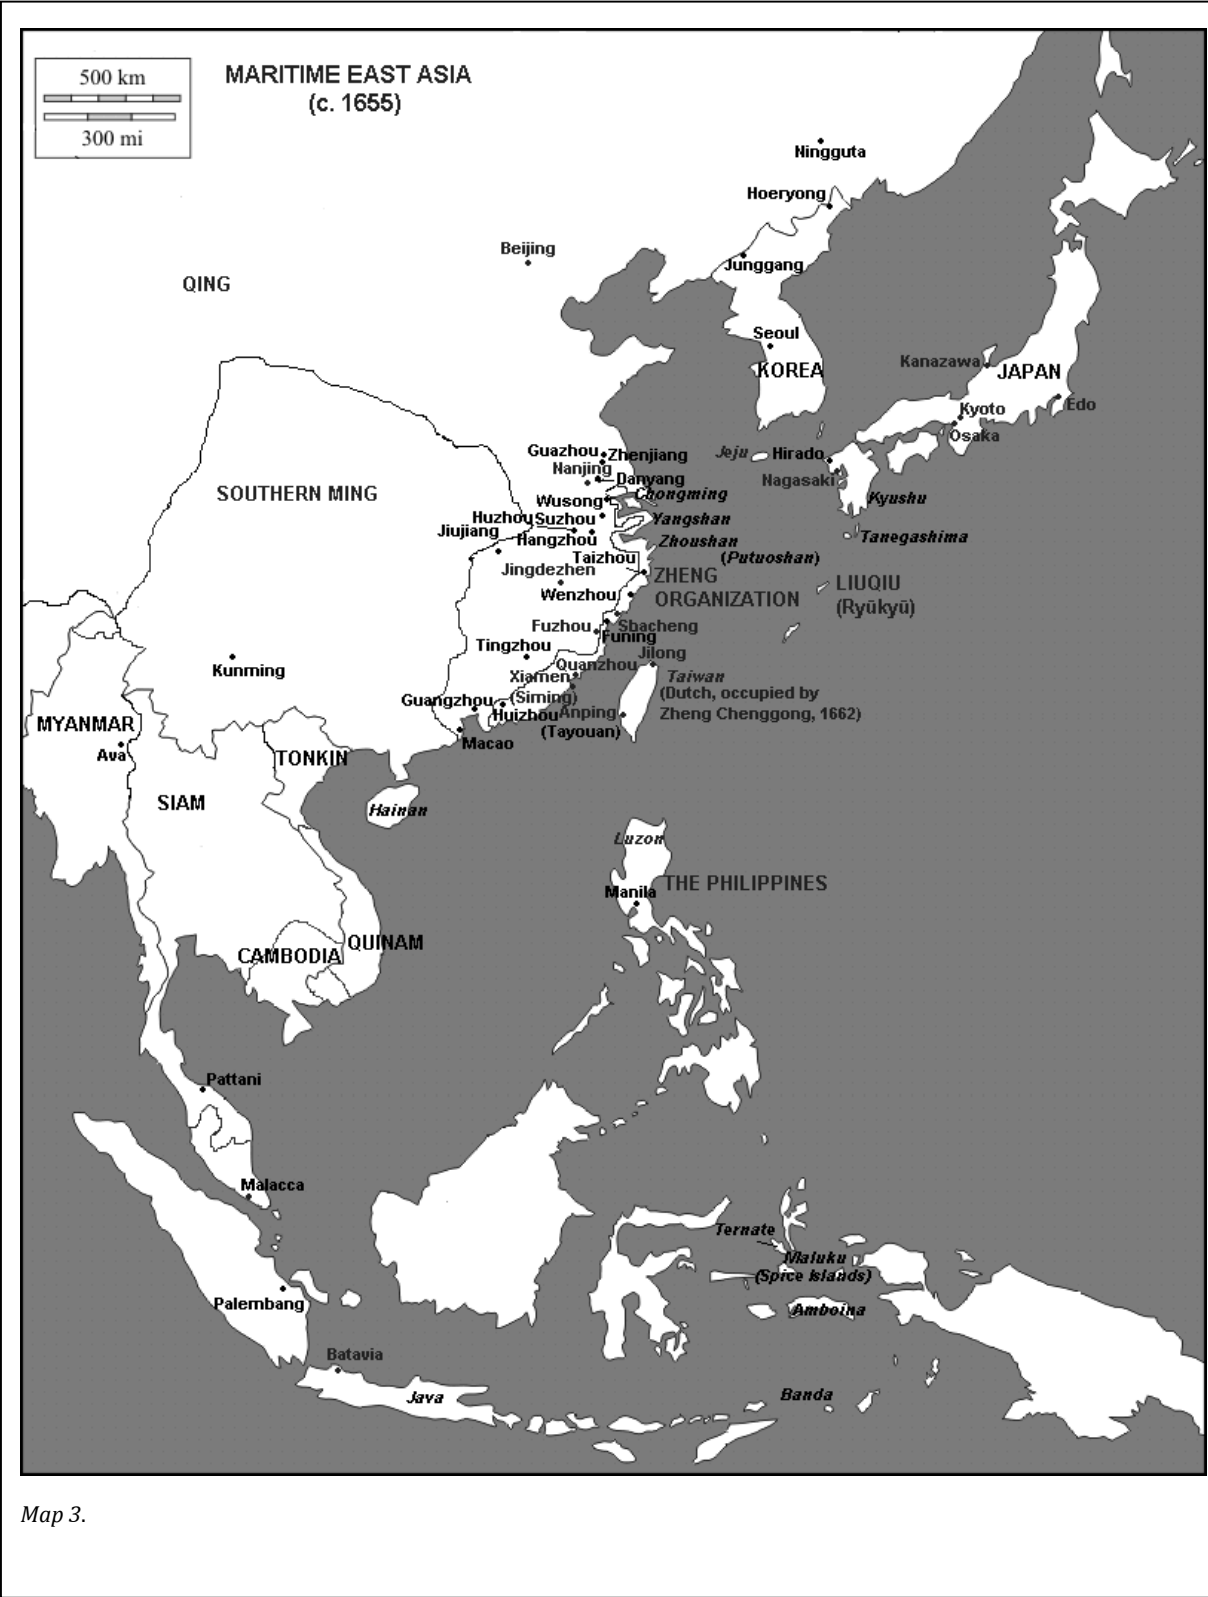 500 km
300 mi
MARITIME EAST ASIA
(c. 1655)
Ningguta
Hoeryong
Beijing
Junggang
QING
Seoul
KOREA
Kanazawa
JAPAN
Edo
Kyoto
Osaka
Guazhou
Zhenjiang
Jeju
Hirado
Nanjing
Danyang
Nagasaki
SOUTHERN MING
Chongming
Kyushu
Wusong
Huzhou
Suzhou
Yangshan
Jiujiang
Hangzhou
Zhoushan
Tanegashima
Taizhou
(Putuoshan)
Jingdezhen
ZHENG
ORGANIZATION
LIUQIU
(Ryūkyū)
Wenzhou
Fuzhou
Sbacheng
Funing
Tingzhou
Jilong
Quanzhou
Kunming
Xiamen
(Siming)
Taiwan
(Dutch, occupied by
Zheng Chenggong, 1662)
Guangzhou
Huizhou
Anping
(Tayouan)
MYANMAR
Macao
Ava
TONKIN
SIAM
Hainan
Luzon
THE PHILIPPINES
Manila
QUINAM
CAMBODIA
Pattani
Malacca
Ternate
Maluku
(Spice Islands)
Palembang
Amboina
Batavia
Java
Banda
Map 3.